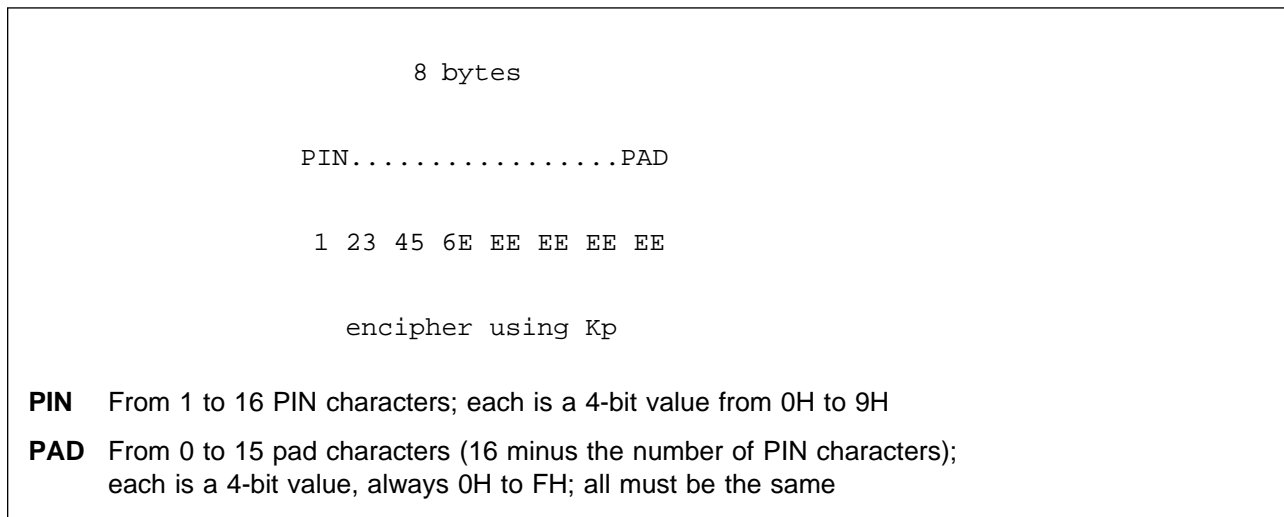 8 bytes
PIN.................PAD
1 23 45 6E EE EE EE EE
encipher using Kp
PIN From 1 to 16 PIN characters; each is a 4-bit value from 0H to 9H
PAD From 0 to 15 pad characters (16 minus the number of PIN characters);
each is a 4-bit value, always 0H to FH; all must be the same